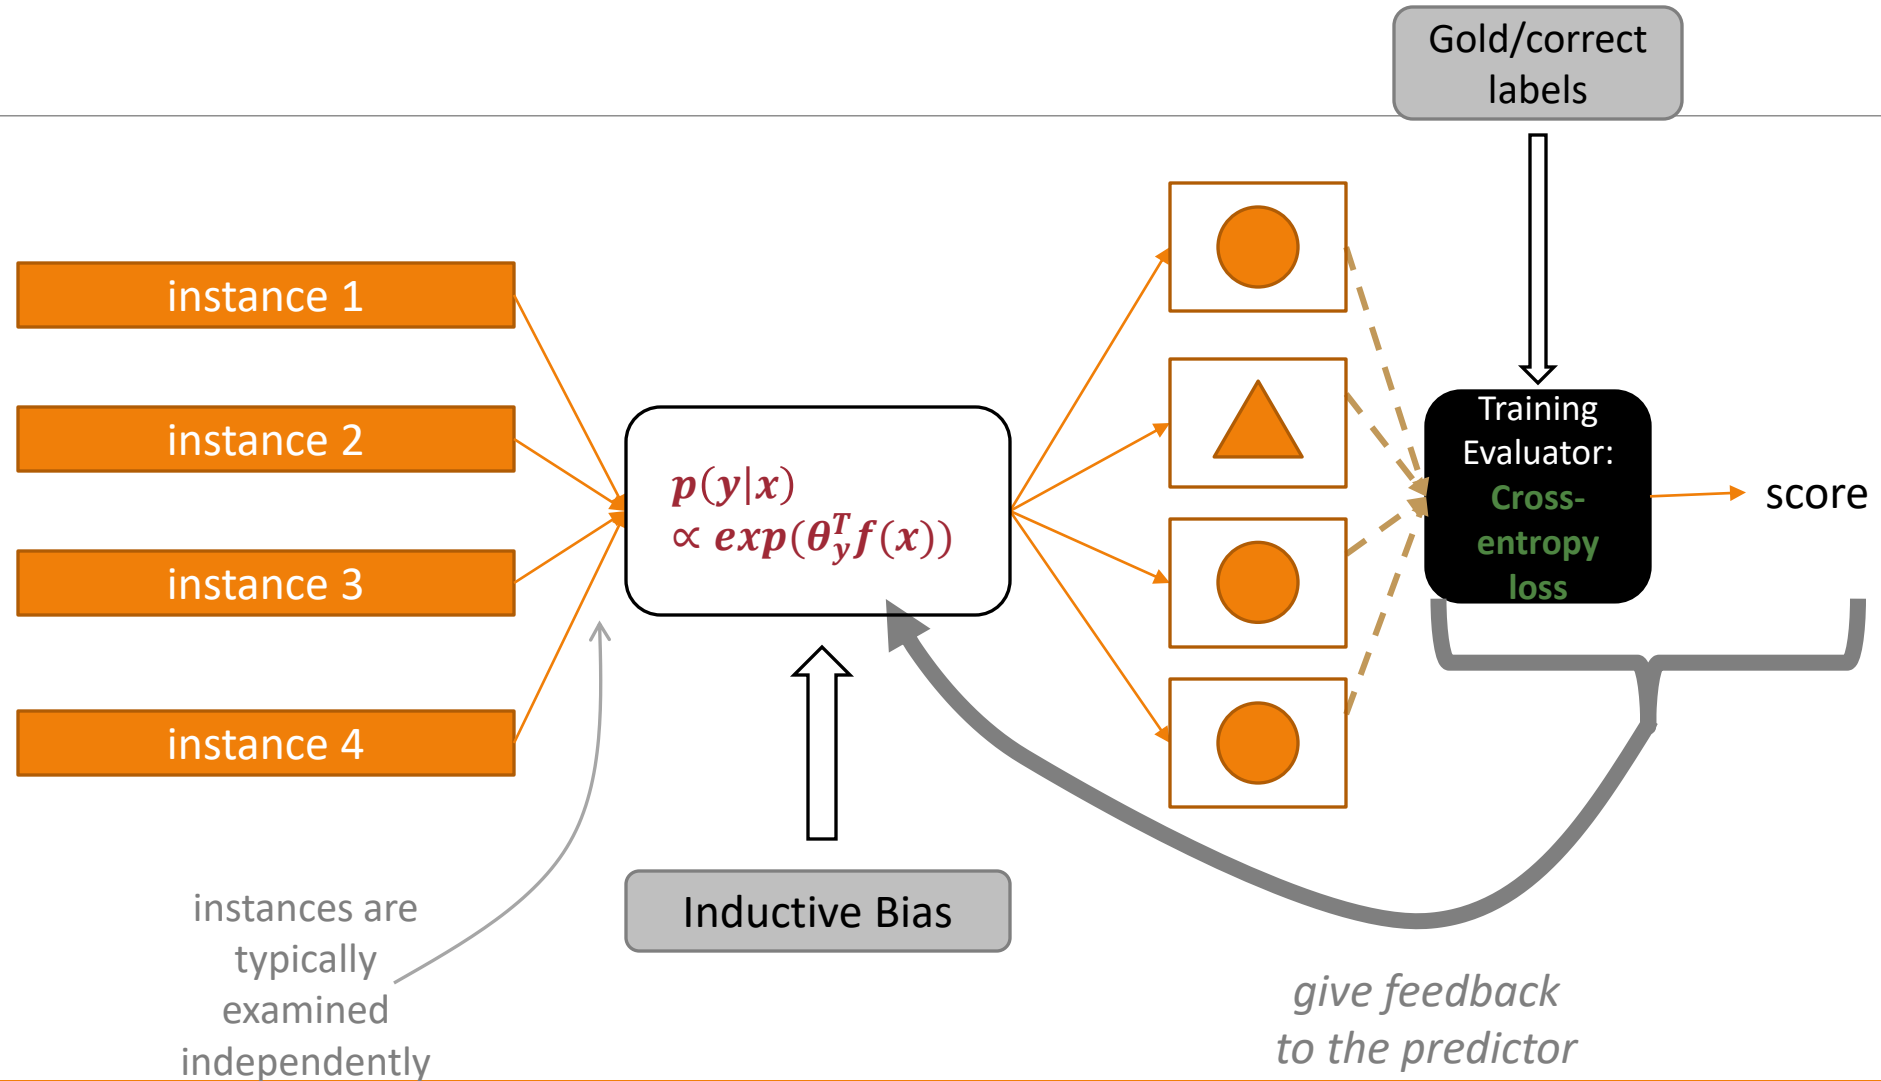 Gold/correct
labels
instance 1
instance 2
instance 3
instance 4
p(y|x)
∝ exp(θ_y^T f(x))
Training
Evaluator:
Cross-
entropy
loss
score
Inductive Bias
instances are
typically
examined
independently
give feedback
to the predictor